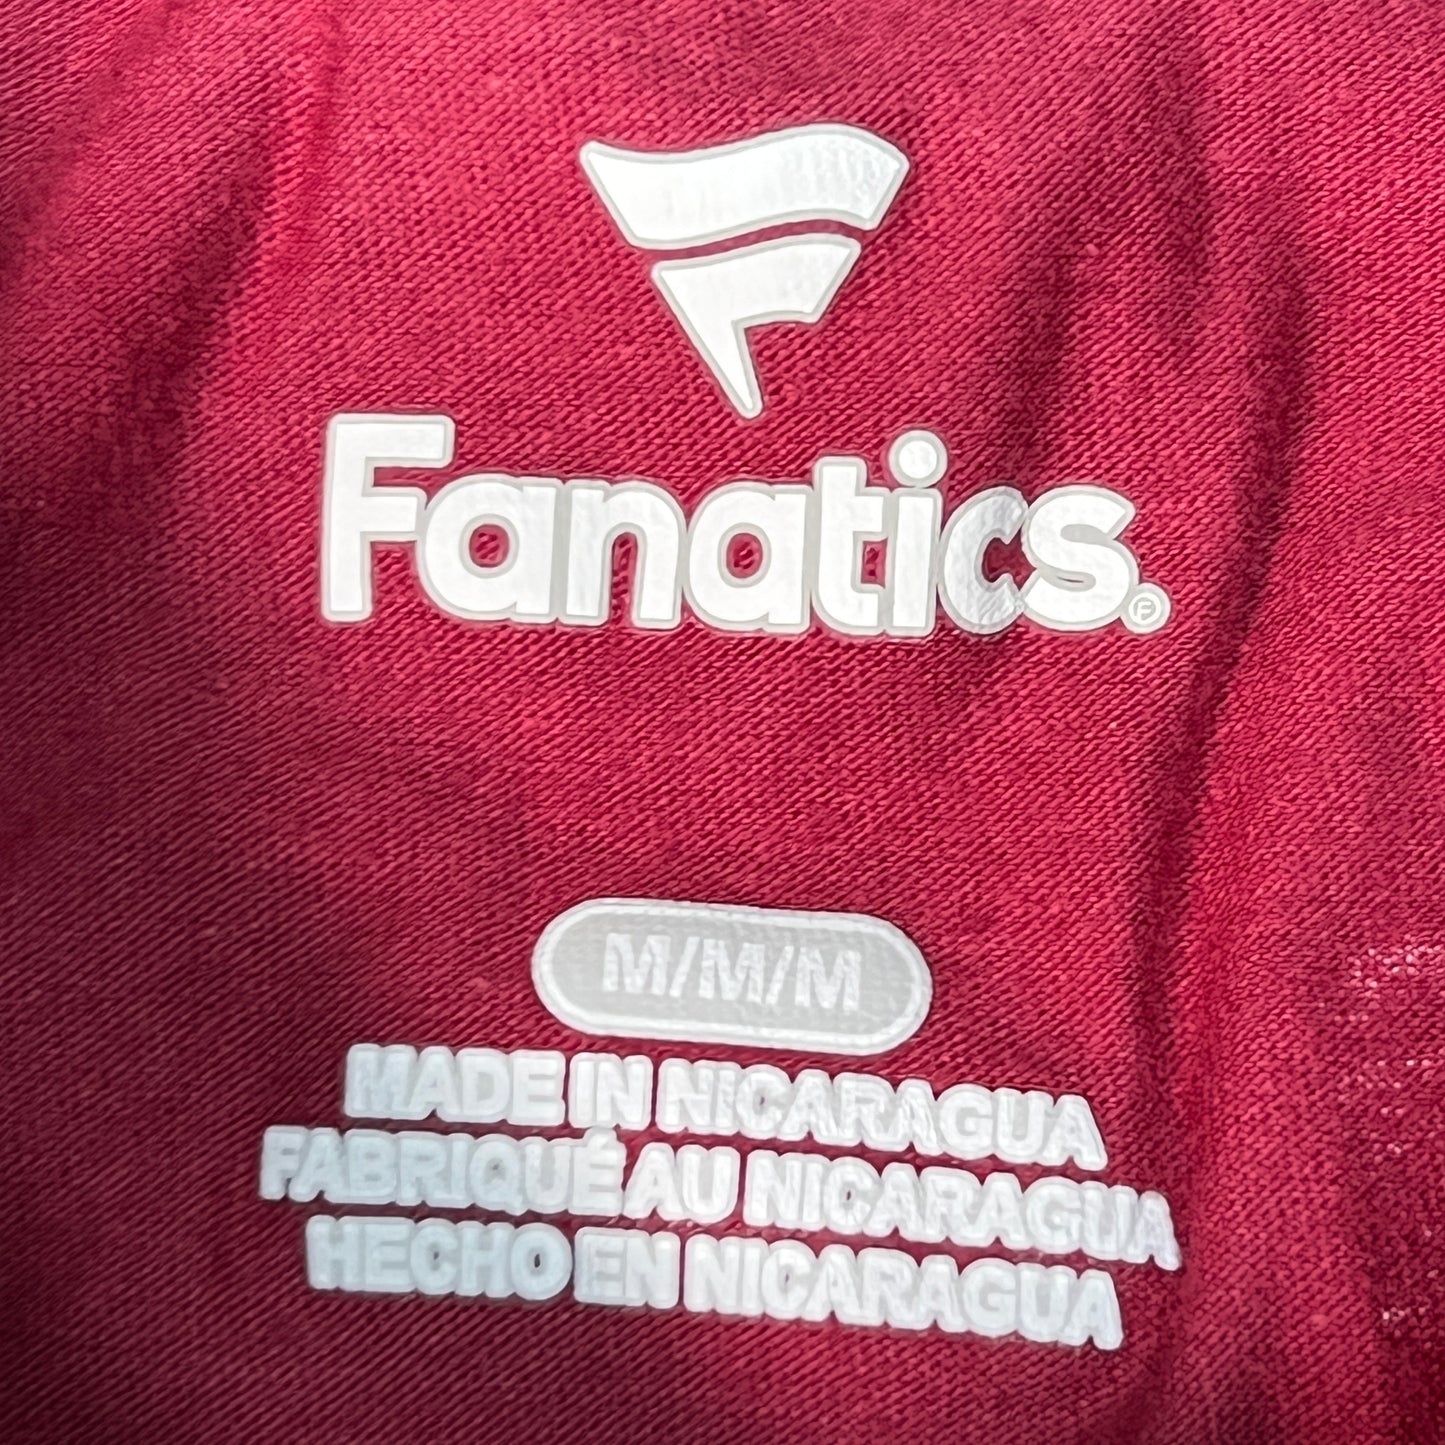 Fanatics.
M/M/M
MADE IN NICARAGUA
FABRIQUÉ AU NICARAGUA
HECHO EN NICARAGUA